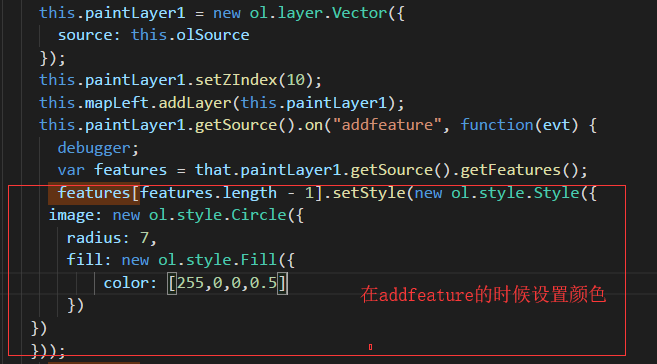 this.paintLayer1 = new ol.layer.Vector({
source: this.olSource
});
this.paintLayer1.setZIndex(10);
this.mapLeft.addLayer(this.paintLayer1);
this.paintLayer1.getSource().on("addfeature", function(evt) {
debugger;
var features = that.paintLayer1.getSource().getFeatures();
features[features.length - 1].setStyle(new ol.style.Style({
image: new ol.style.Circle({
radius: 7,
fill: new ol.style.Fill({
color: [255,0,0,0.5]
在addfeature的时候设置颜色
})
})
}));